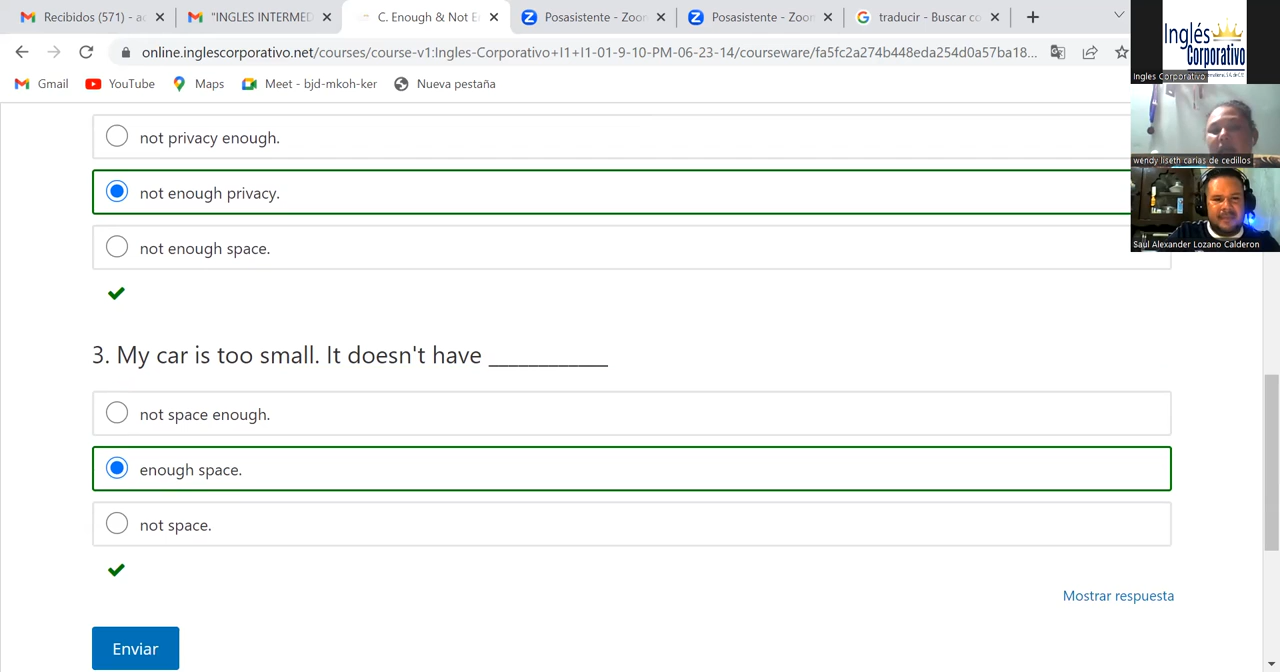 Recibidos (571) - ac
"INGLES INTERMED
C. Enough & Not E
Posasistente - Zoom
Posasistente - Zoom
traducir - Buscar co
online.inglescorporativo.net/courses/course-v1:Ingles-Corporativo+I1+I1-01-9-10-PM-06-23-14/courseware/fa5fc2a274b448eda254d0a57ba18...
Gmail
YouTube
Maps
Meet - bjd-mkoh-ker
Nueva pestaña
Inglés
Corporativo
Ingles Corporativo
wendy liseth carias de cedillos
Saul Alexander Lozano Calderon
not privacy enough.
not enough privacy.
not enough space.
3. My car is too small. It doesn't have ____________
not space enough.
enough space.
not space.
Mostrar respuesta
Enviar